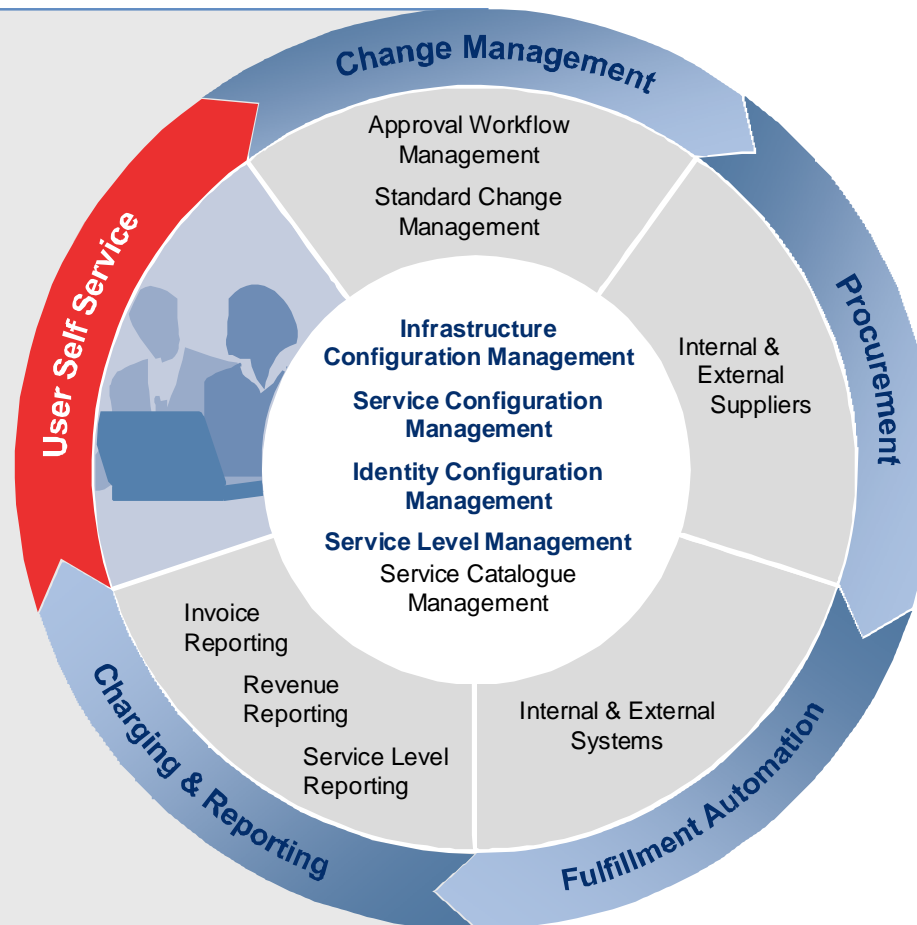 Change Management
Approval Workflow
Management
Standard Change
Management
Procurement
Internal &
External
Suppliers
Fulfillment Automation
Internal & External
Systems
Charging & Reporting
Invoice
Reporting
Revenue
Reporting
Service Level
Reporting
User Self Service
Infrastructure
Configuration Management
Service Configuration
Management
Identity Configuration
Management
Service Level Management
Service Catalogue
Management